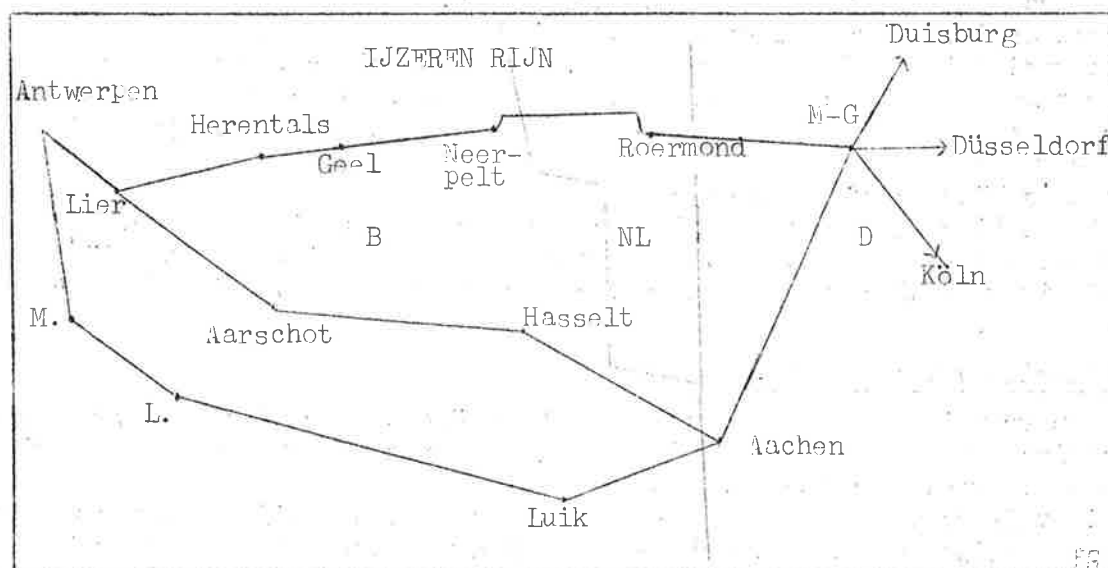 Duisburg
IJZEREN RIJN
Antwerpen
Herentals
M-G
Geel
Neer-
pelt
Roermond
Düsseldorf
Lier
B
NL
D
Köln
M.
Aarschot
Hasselt
L.
Aachen
Luik